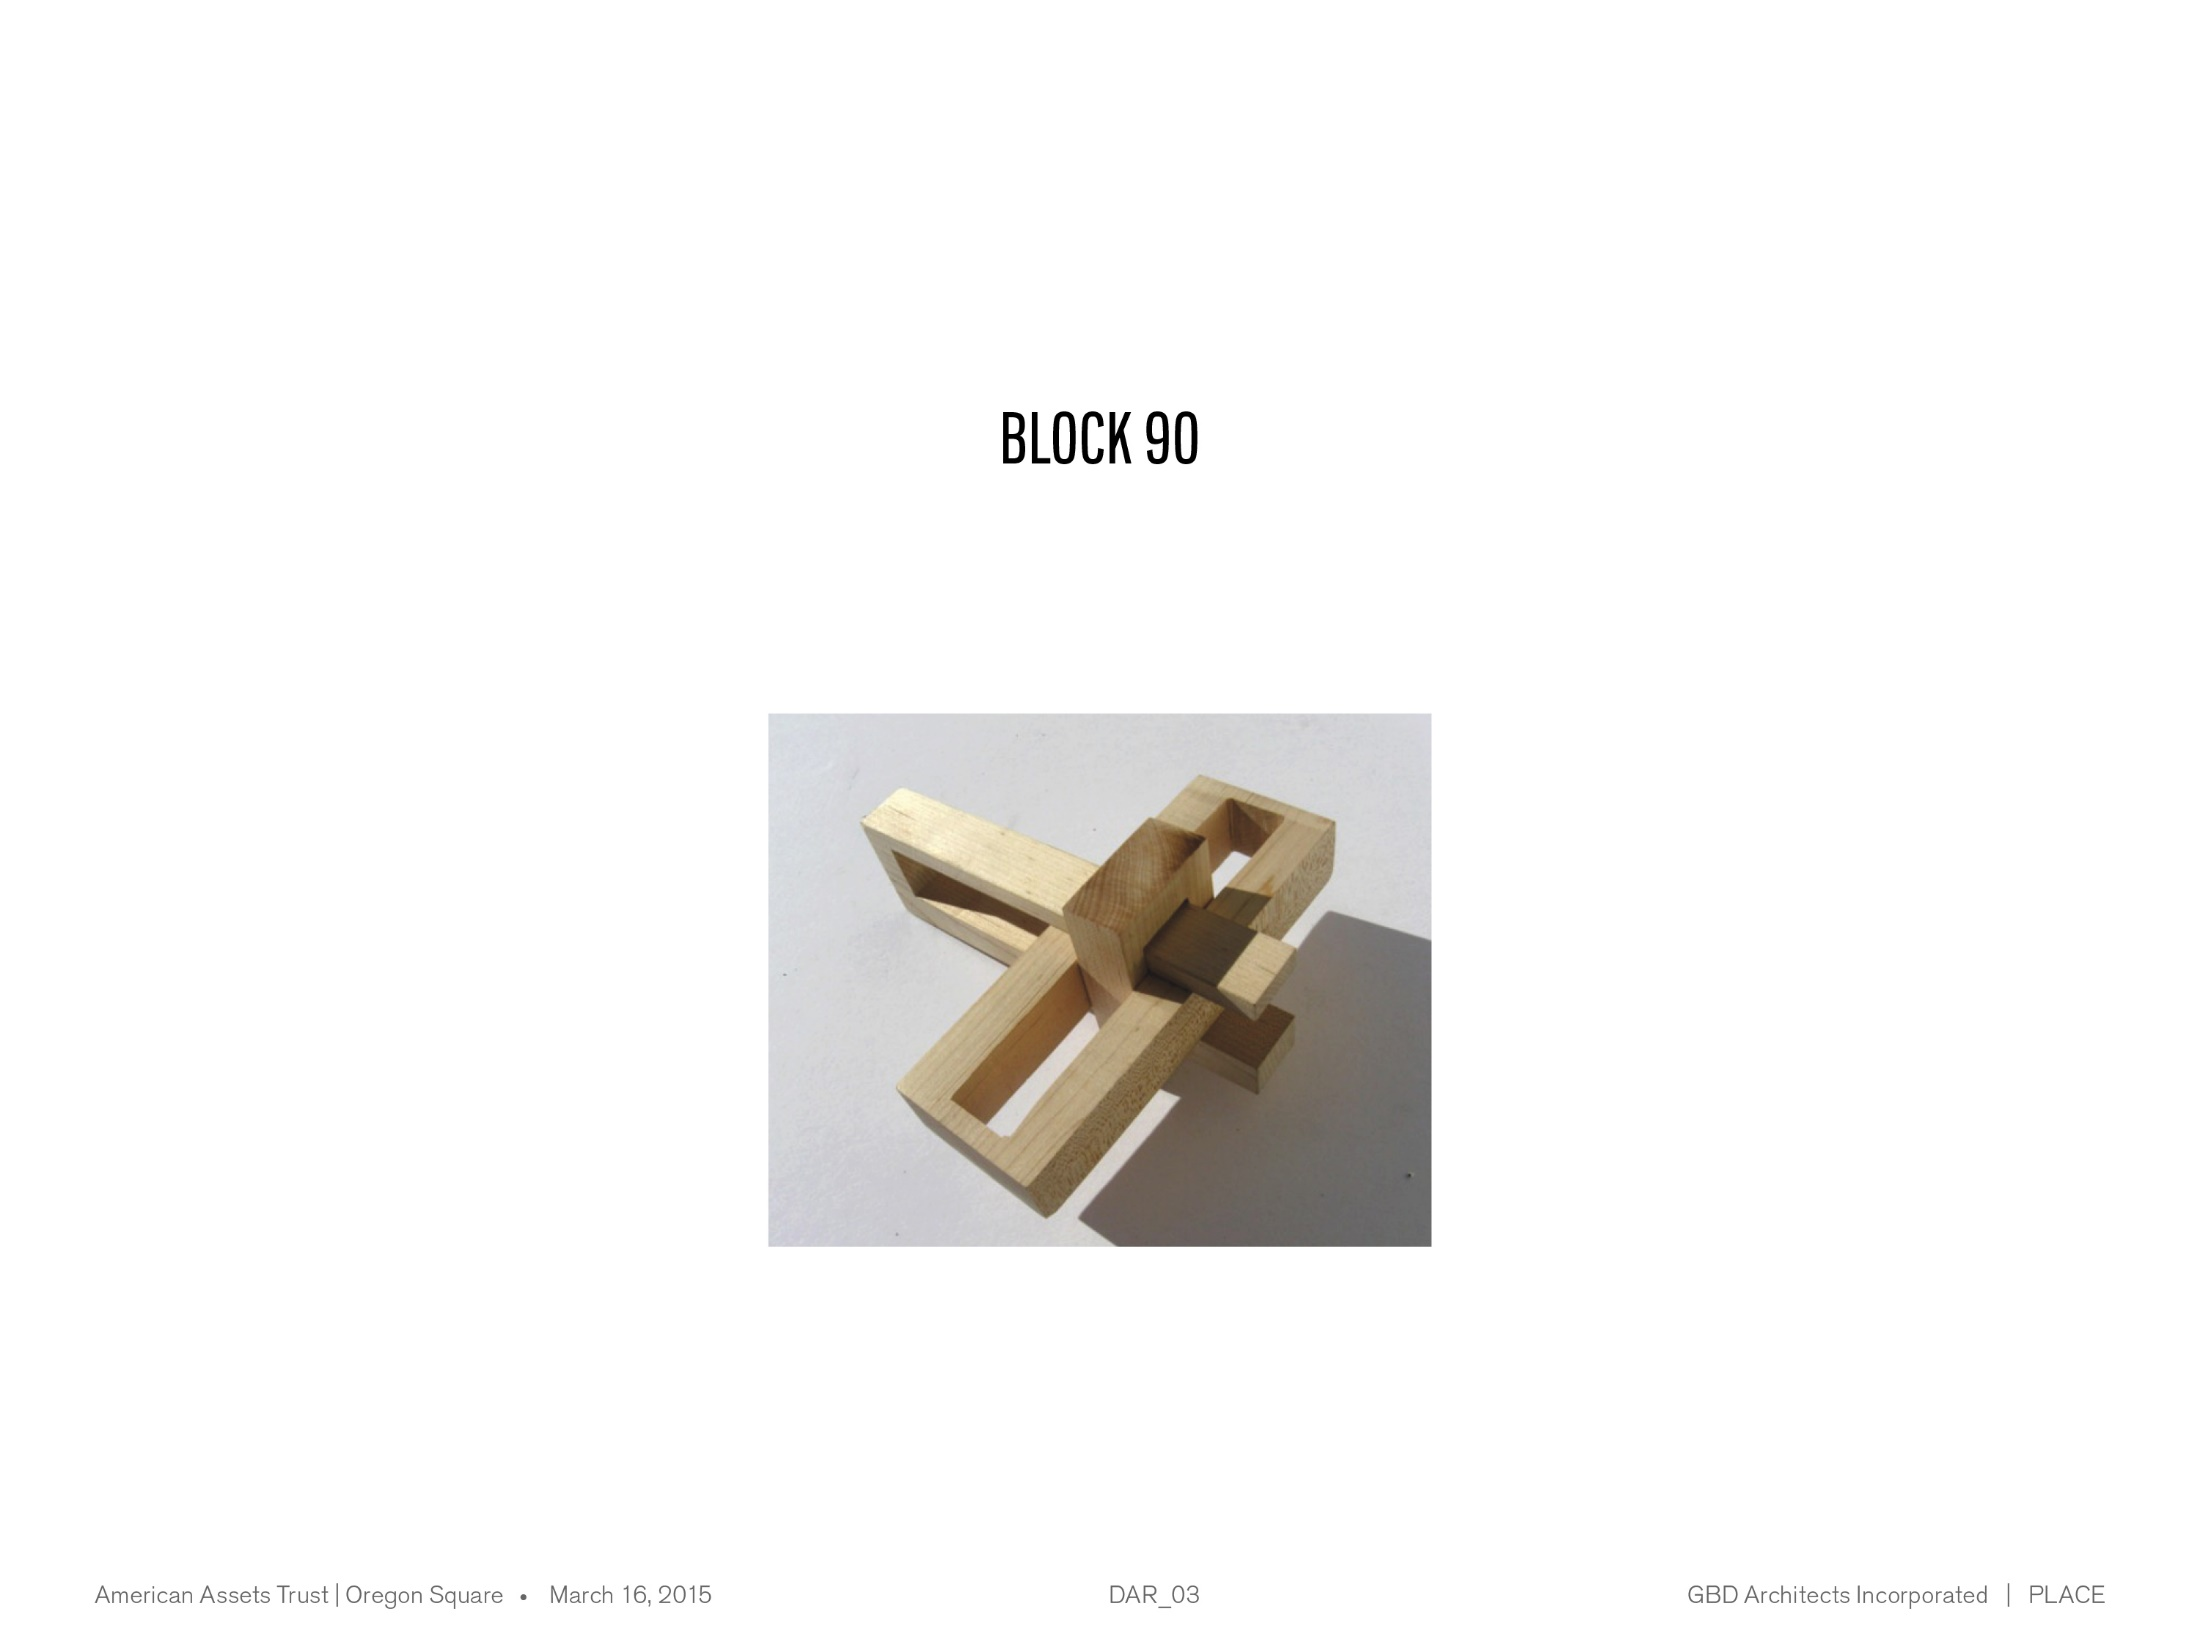 BLOCK 90
American Assets Trust | Oregon Square • March 16, 2015 DAR_03 GBD Architects Incorporated | PLACE